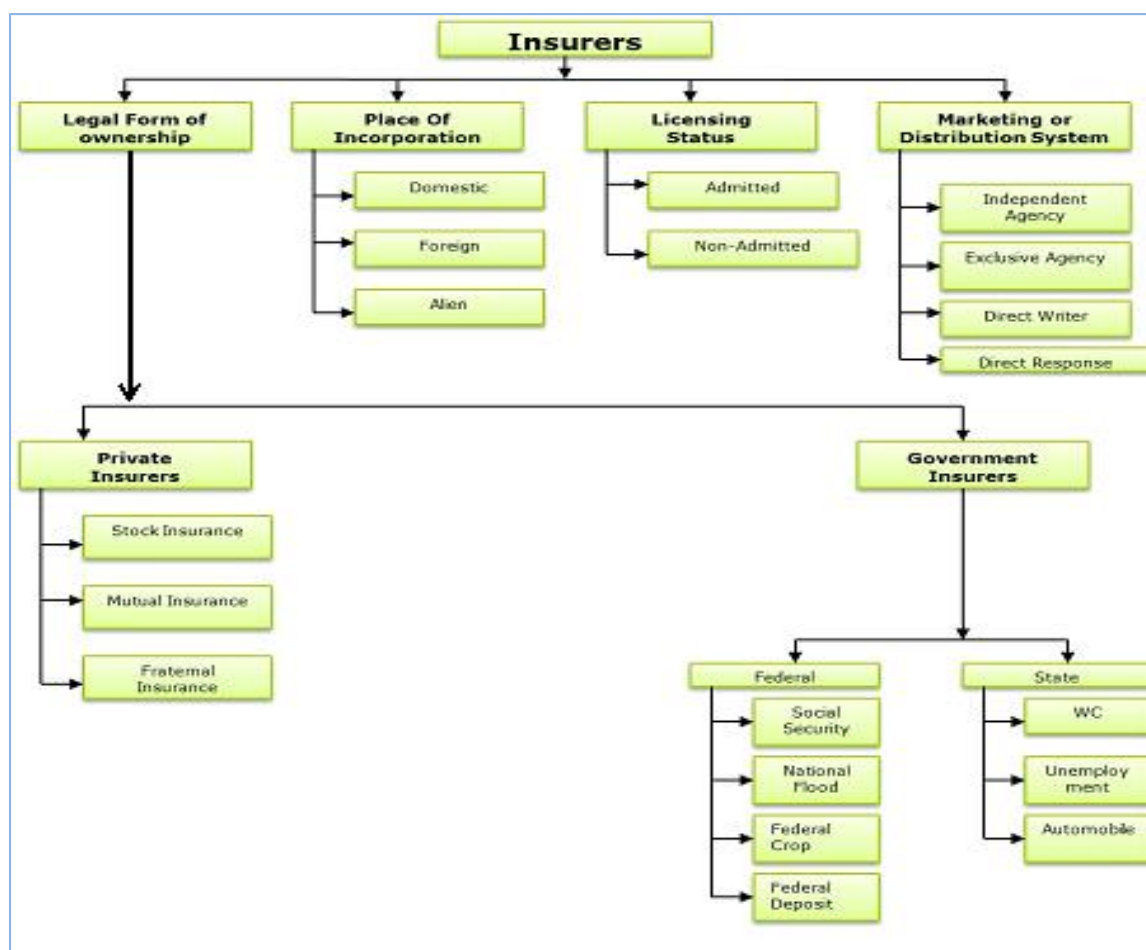 Insurers
Legal Form of
ownership
Place Of
Incorporation
Licensing
Status
Marketing or
Distribution System
Domestic
Foreign
Alien
Admitted
Non-Admitted
Independent
Agency
Exclusive Agency
Direct Writer
Direct Response
Private
Insurers
Government
Insurers
Stock Insurance
Mutual Insurance
Fraternal
Insurance
Federal
State
Social
Security
National
Flood
Federal
Crop
Federal
Deposit
WC
Unemploy
ment
Automobile